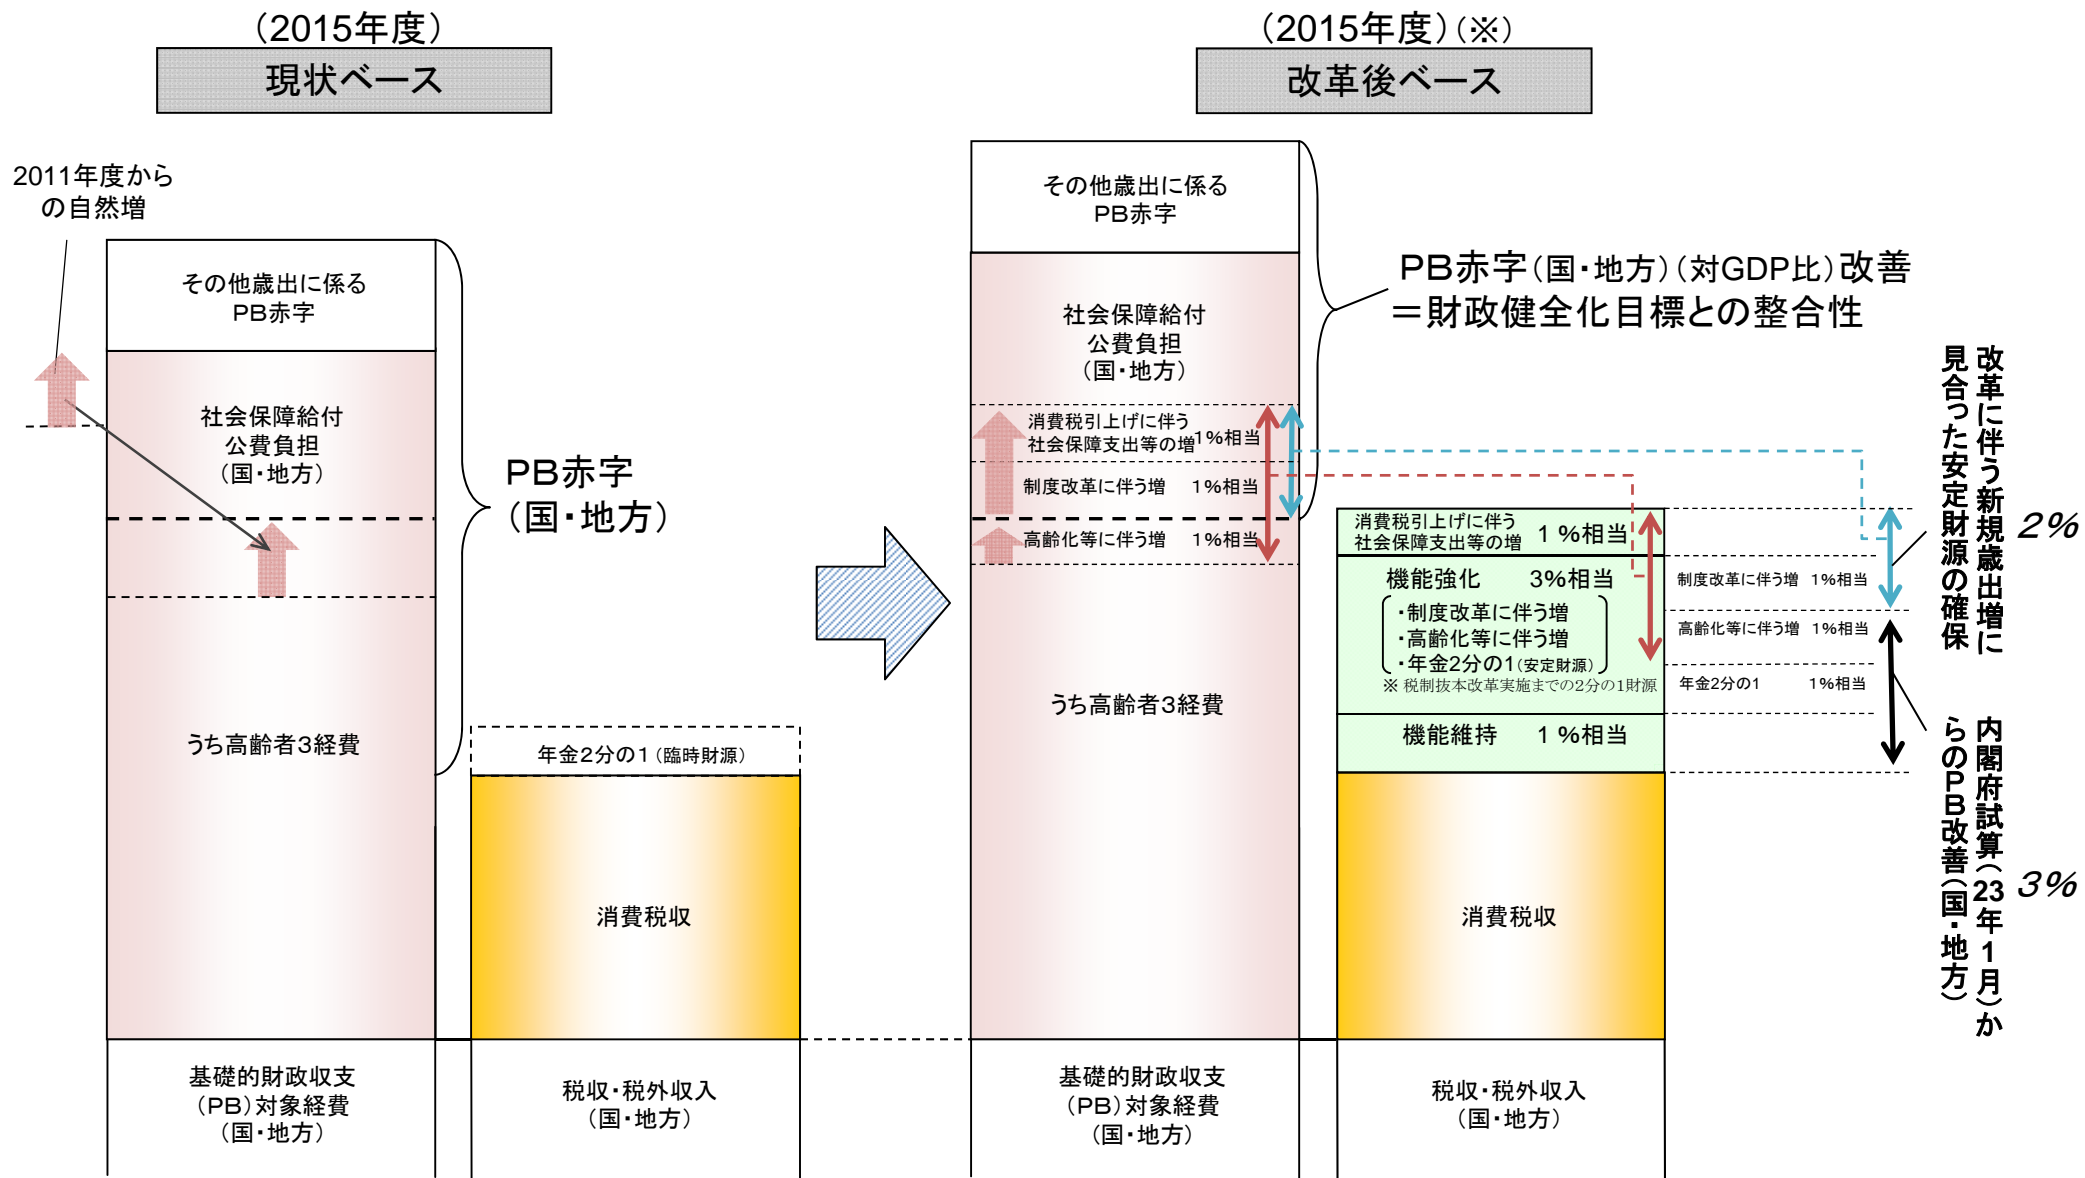 （2015年度）
現状ベース
2011年度から
の自然増
その他歳出に係る
ＰＢ赤字
社会保障給付
公費負担
（国・地方）
うち高齢者3経費
ＰＢ赤字
（国・地方）
年金2分の1（臨時財源）
消費税収
基礎的財政収支
（ＰＢ）対象経費
（国・地方）
税収・税外収入
（国・地方）
（2015年度）（※）
改革後ベース
その他歳出に係る
ＰＢ赤字
社会保障給付
公費負担
（国・地方）
消費税引上げに伴う
社会保障支出等の増 1％相当
制度改革に伴う増 1％相当
高齢化等に伴う増 1％相当
うち高齢者3経費
ＰＢ赤字（国・地方）（対GDP比）改善
＝財政健全化目標との整合性
消費税引上げに伴う
社会保障支出等の増 1％相当
機能強化 3％相当
・制度改革に伴う増
・高齢化等に伴う増
・年金2分の1（安定財源）
※ 税制抜本改革実施までの2分の1財源
機能維持 1％相当
消費税収
制度改革に伴う増 1％相当
高齢化等に伴う増 1％相当
年金2分の1 1％相当
改革に伴う新規歳出増に
見合った安定財源の確保
2％
内閣府試算（23年1月）か
らのＰＢ改善（国・地方）
3％
基礎的財政収支
（ＰＢ）対象経費
（国・地方）
税収・税外収入
（国・地方）